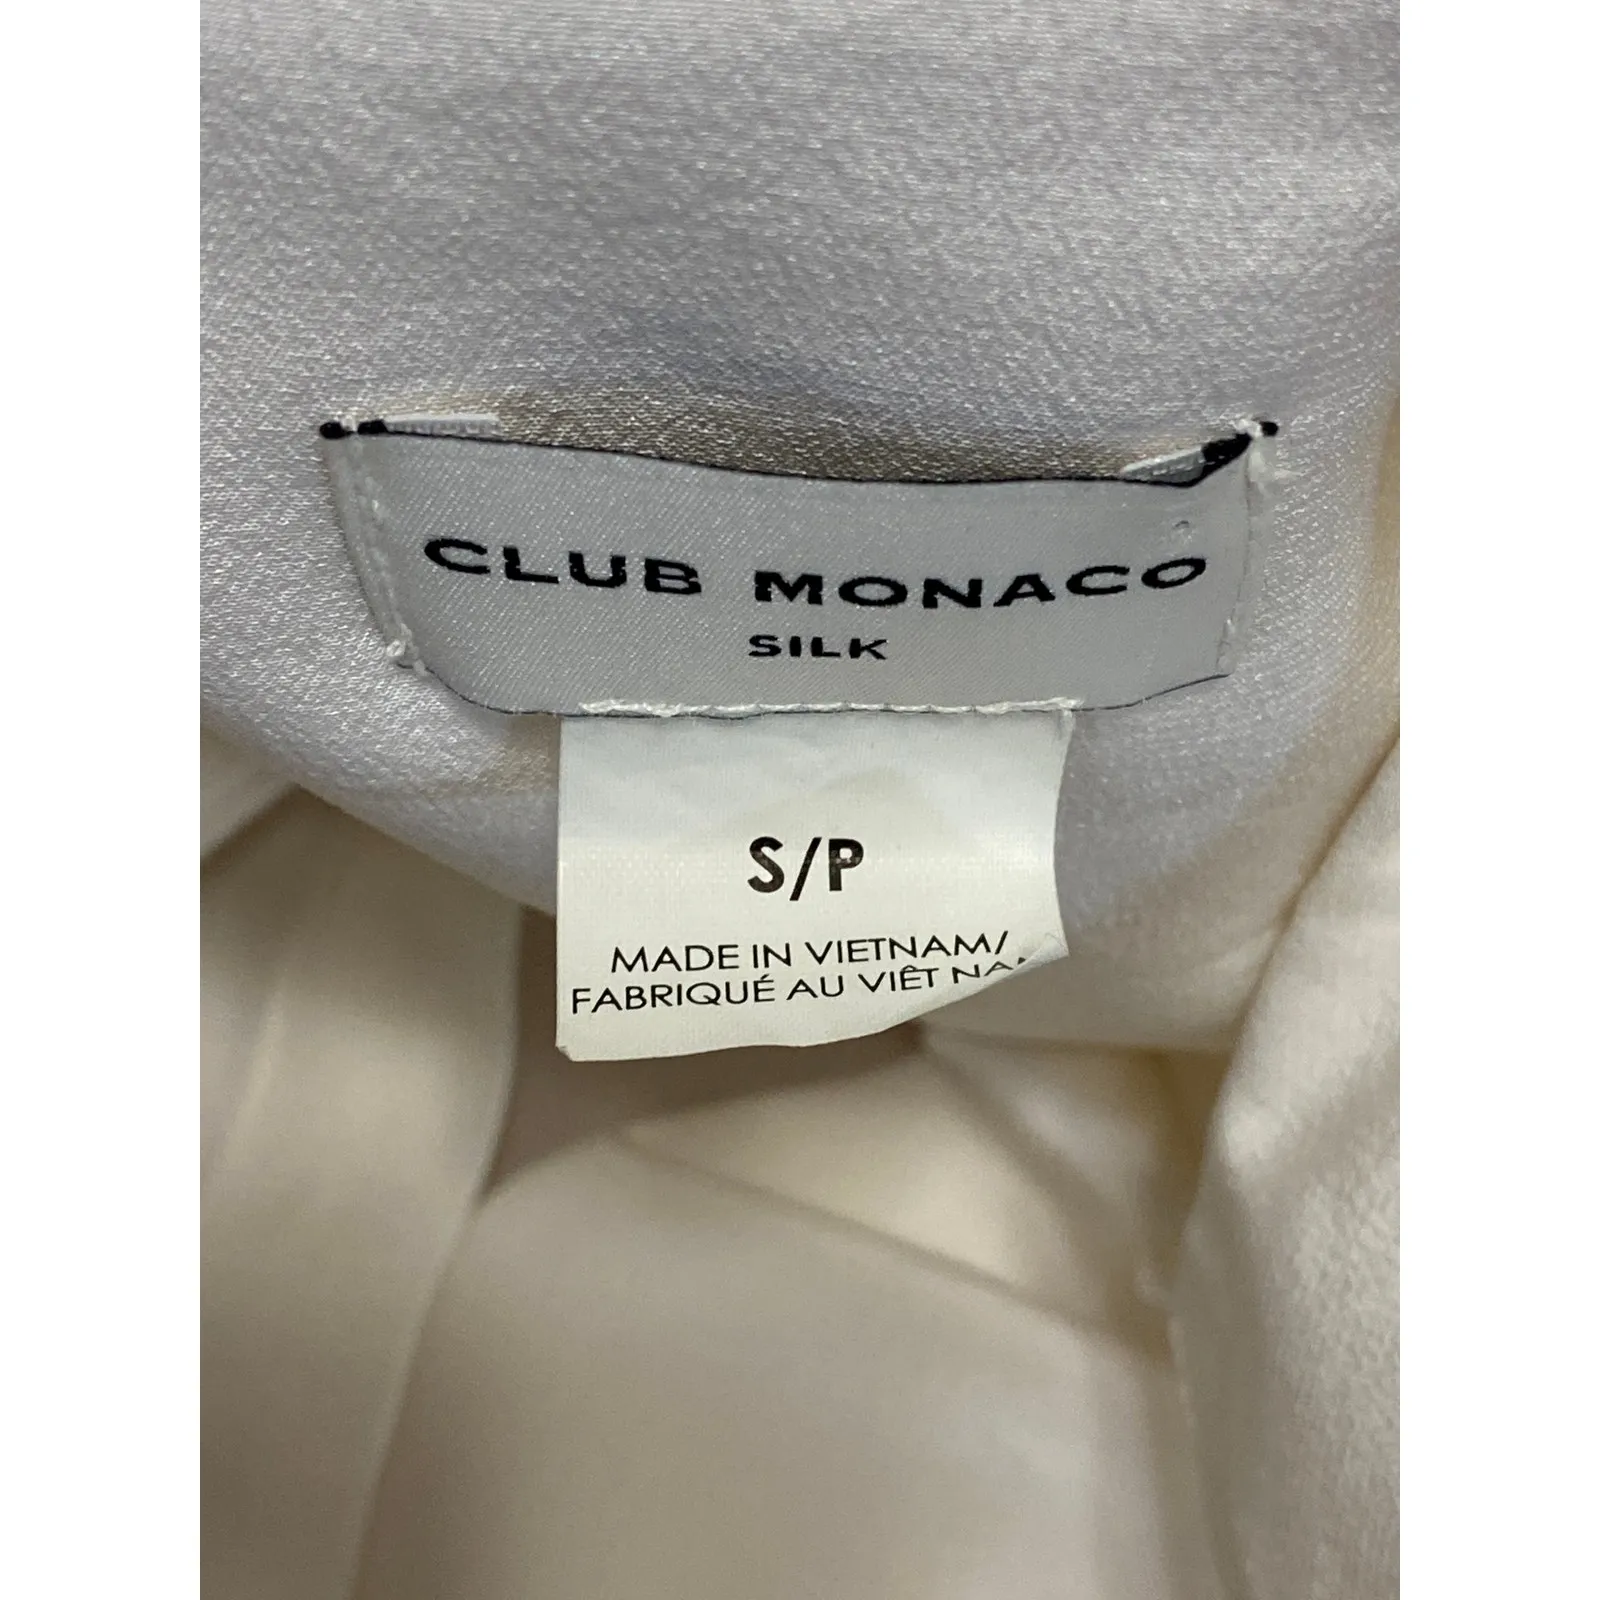 CLUB MONACO
SILK
S/P
MADE IN VIETNAM/
FABRIQUÉ AU VIÊT